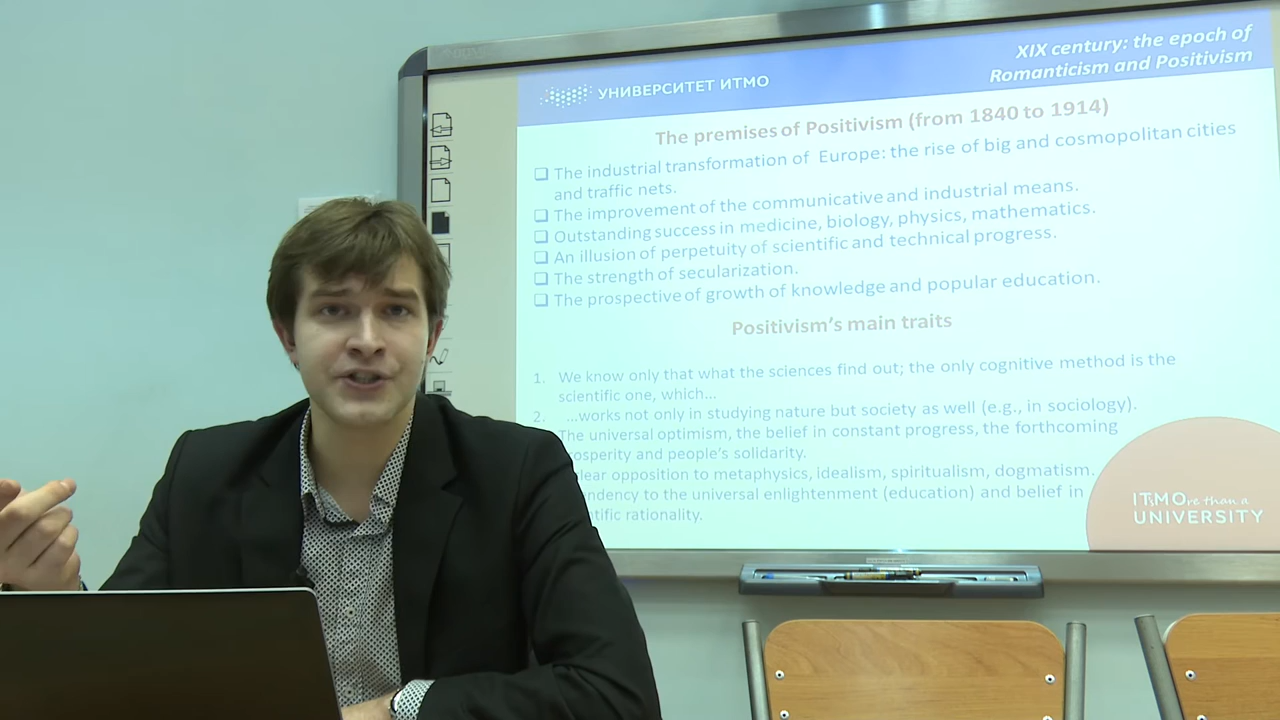 XIX century: the epoch of
Romanticism and Positivism
УНИВЕРСИТЕТ ИТМО
The premises of Positivism (from 1840 to 1914)
❑ The industrial transformation of Europe: the rise of big and cosmopolitan cities
and traffic nets.
❑ The improvement of the communicative and industrial means.
❑ Outstanding success in medicine, biology, physics, mathematics.
❑ An illusion of perpetuity of scientific and technical progress.
❑ The strength of secularization.
❑ The prospective of growth of knowledge and popular education.
Positivism's main traits
1. We know only that what the sciences find out; the only cognitive method is the
scientific one, which...
2. ...works not only in studying nature but society as well (e.g., in sociology).
The universal optimism, the belief in constant progress, the forthcoming
osperity and people's solidarity.
lear opposition to metaphysics, idealism, spiritualism, dogmatism.
ndency to the universal enlightenment (education) and belief in
ntific rationality.
ITsMOre than a
UNIVERSITY